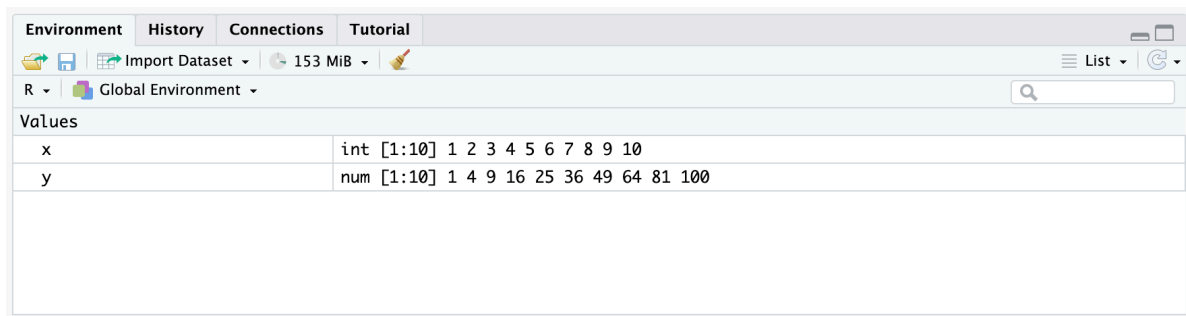 Environment History Connections Tutorial
Import Dataset 153 MiB List
R Global Environment
Values
x int [1:10] 1 2 3 4 5 6 7 8 9 10
y num [1:10] 1 4 9 16 25 36 49 64 81 100